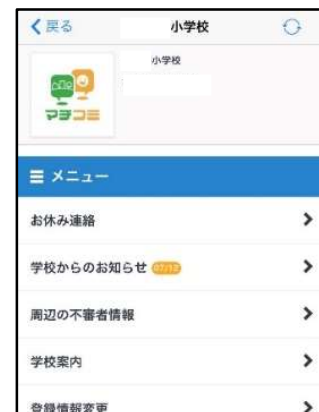 戻る 小学校
小学校
マチコミ
メニュー
お休み連絡
学校からのお知らせ 07/12
周辺の不審者情報
学校案内
登録情報変更